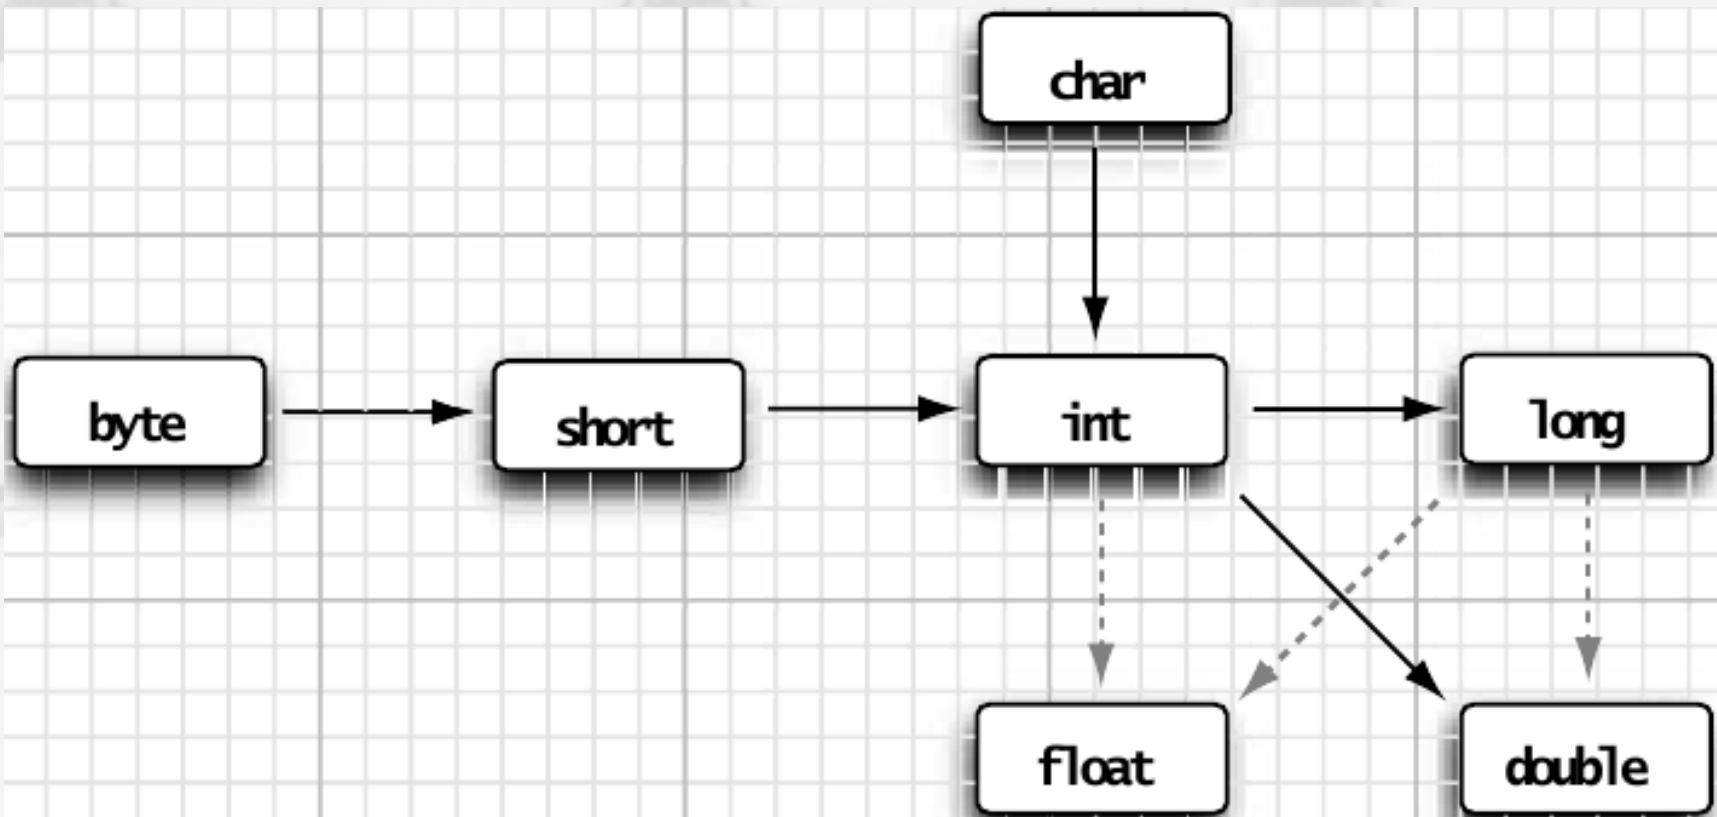 char
byte
short
int
long
float
double